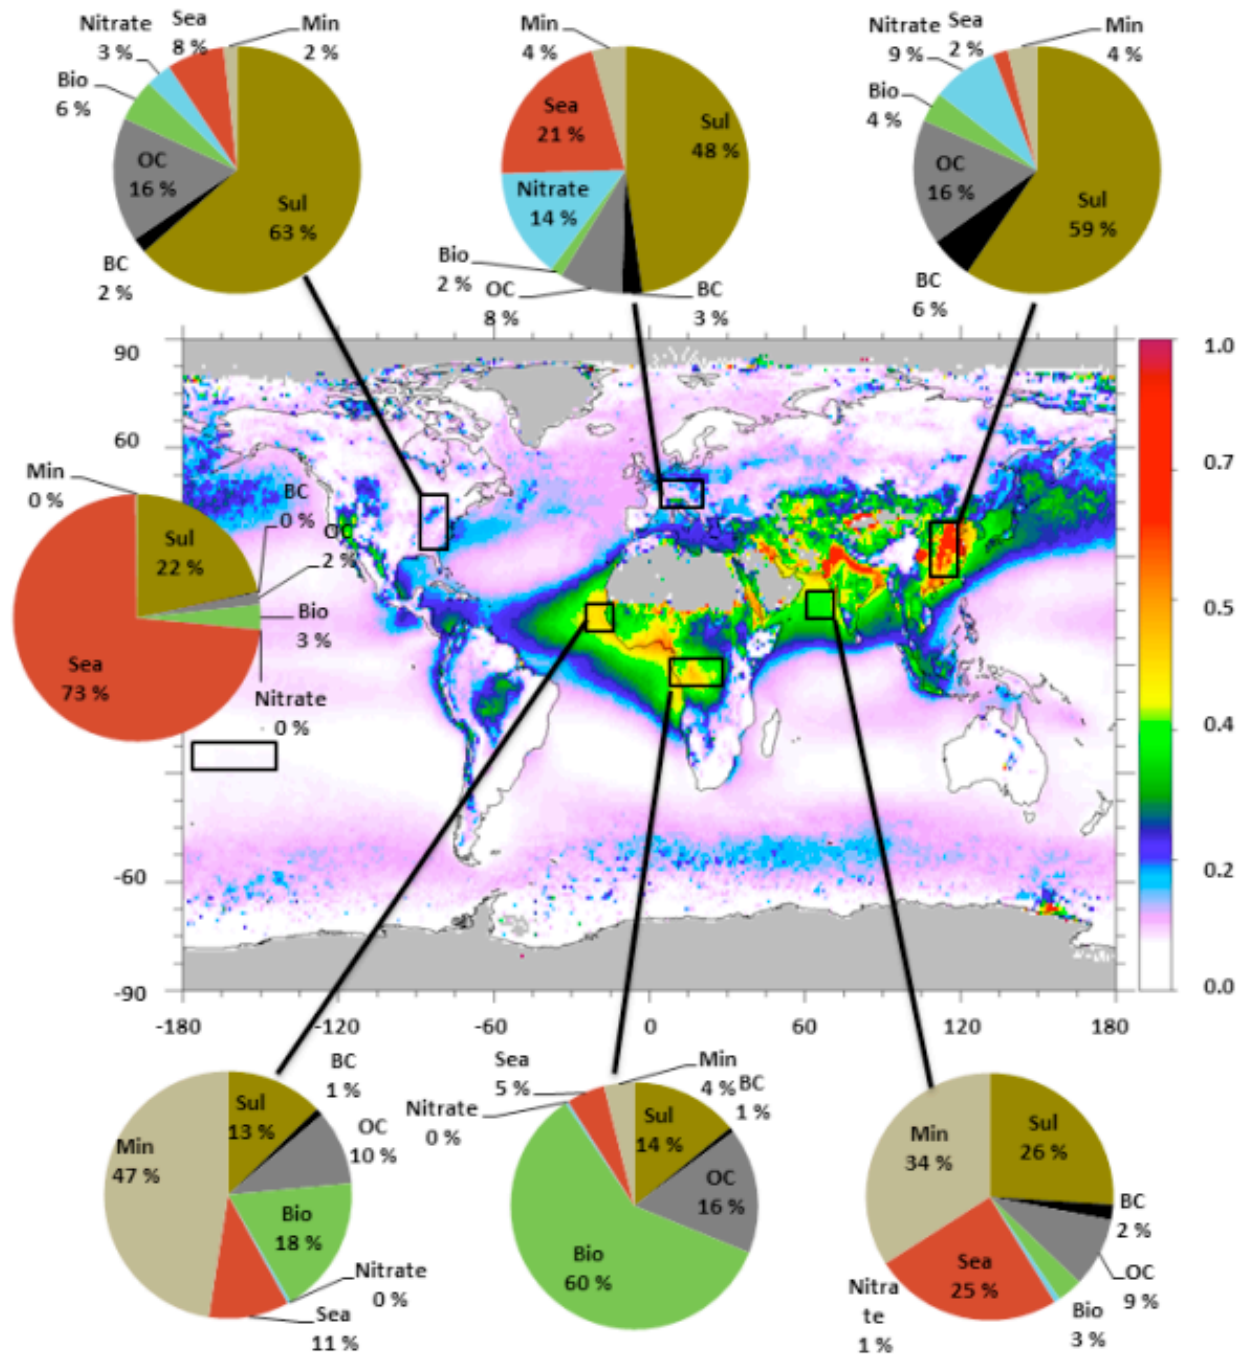 Nitrate
3 %
Sea
8 %
Min
2 %
Bio
6 %
OC
16 %
Sul
63 %
BC
2 %
Min
4 %
Sea
21 %
Sul
48 %
Nitrate
14 %
Bio
2 %
OC
8 %
BC
3 %
Nitrate
9 %
Sea
2 %
Min
4 %
Bio
4 %
OC
16 %
Sul
59 %
BC
6 %
Min
0 %
Sul
22 %
BC
0 %
OC
2 %
Bio
3 %
Sea
73 %
Nitrate
0 %
90
60
-60
-90
-180
-120
-60
0
60
120
180
1.0
0.7
0.5
0.4
0.2
0.0
BC
1 %
Sul
13 %
OC
10 %
Min
47 %
Bio
18 %
Nitrate
0 %
Sea
11 %
Sea
5 %
Min
4 %
BC
1 %
Nitrate
0 %
Sul
14 %
OC
16 %
Bio
60 %
Min
34 %
Sul
26 %
BC
2 %
OC
9 %
Sea
25 %
Nitra
te
1 %
Bio
3 %